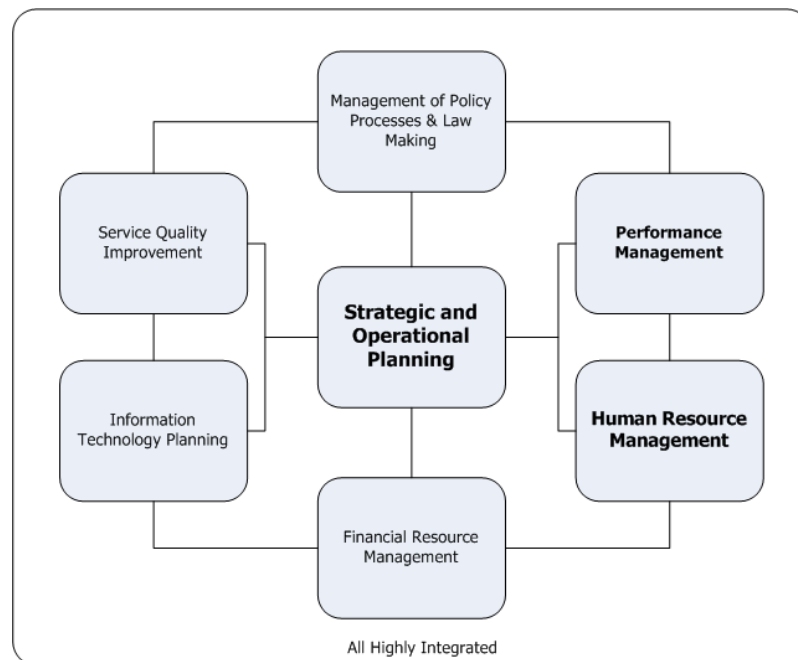 Management of Policy
Processes & Law
Making
Service Quality
Improvement
Performance
Management
Strategic and
Operational
Planning
Information
Technology Planning
Human Resource
Management
Financial Resource
Management
All Highly Integrated